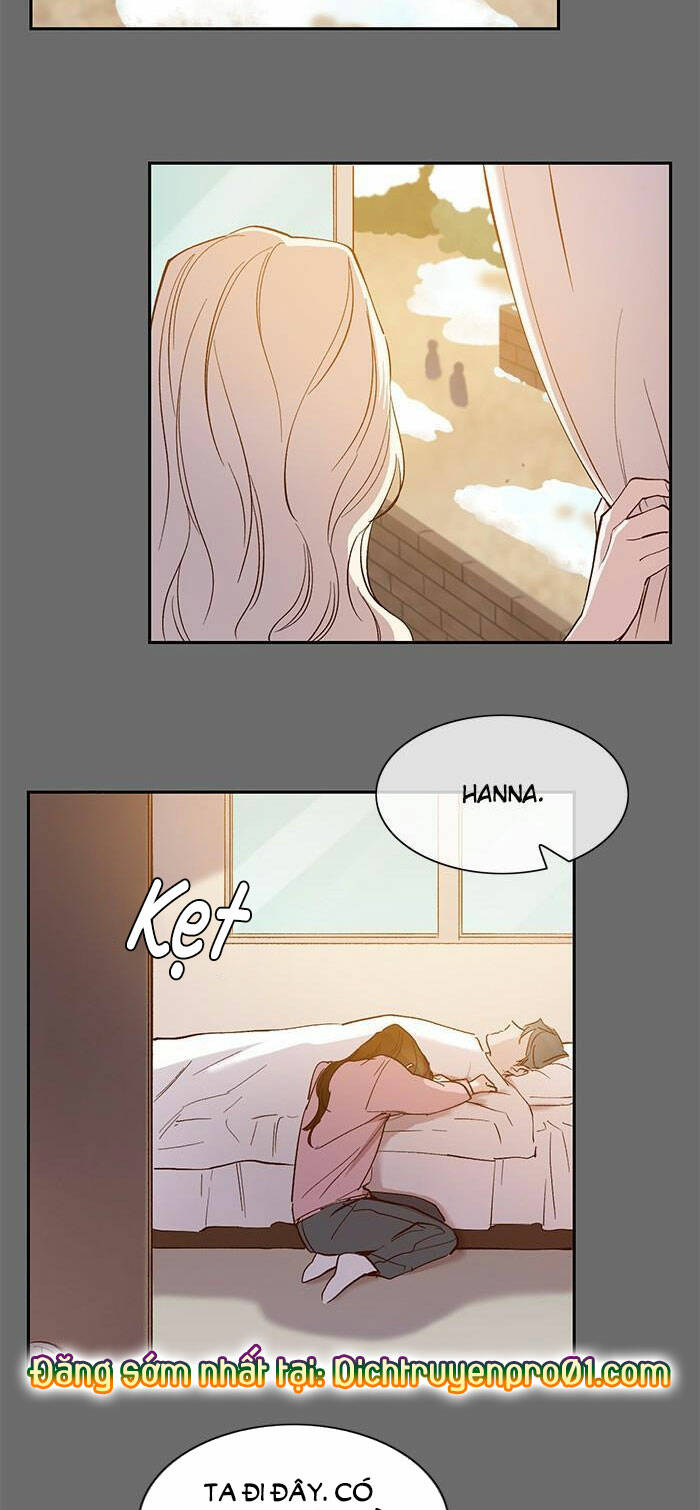 HANNA.
Kẹt
Đăng sớm nhất tại: Dichtruyenpro01.com
TA ĐI ĐÂY. CÓ